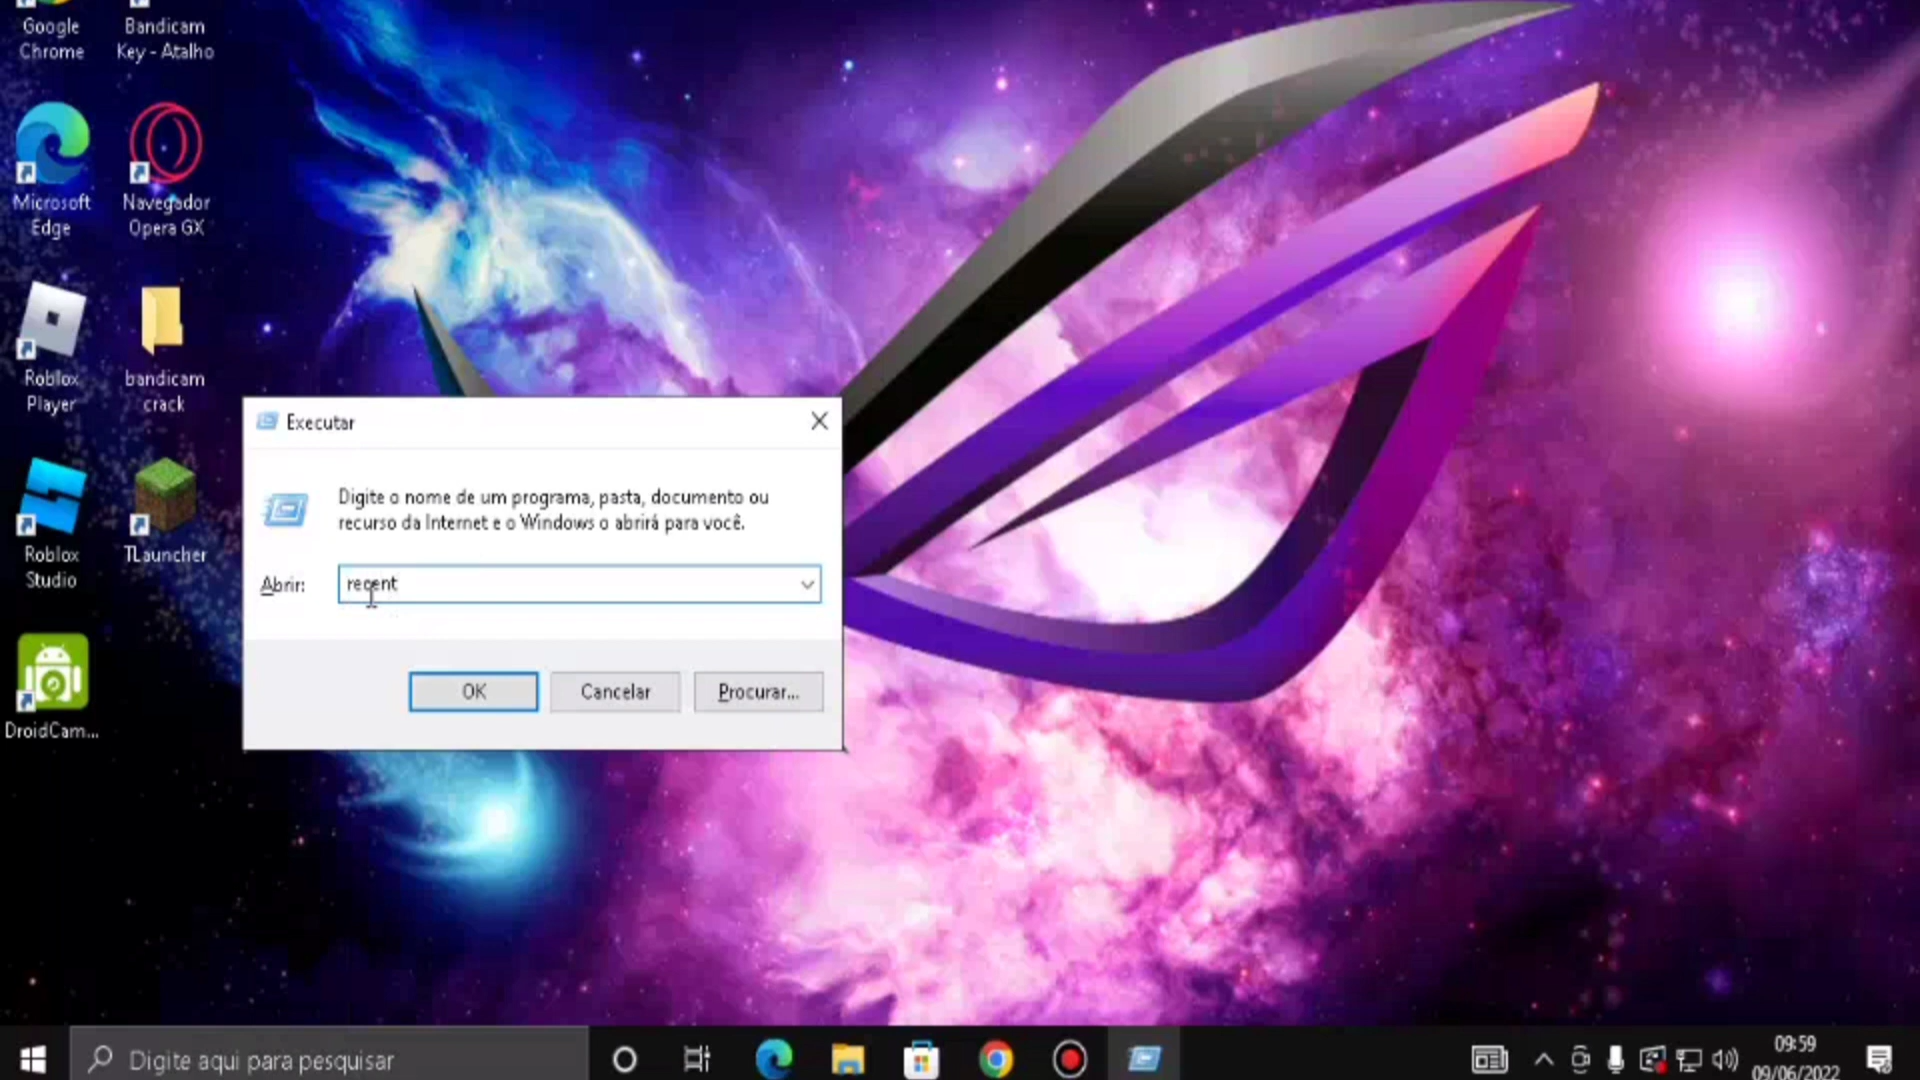 Google
Chrome
Bandicam
Key - Atalho
Microsoft
Edge
Navegador
Opera GX
Roblox
Player
bandicam
crack
Roblox
Studio
TLauncher
DroidCam...
Executar
Digite o nome de um programa, pasta, documento ou
recurso da Internet e o Windows o abrirá para você.
Abrir:
recent
OK
Cancelar
Procurar...
Digite aqui para pesquisar
09:59
09/06/2022